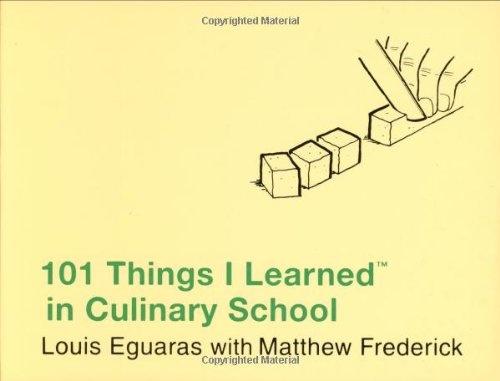 Copyrighted Material
101 Things I Learned™
in Culinary School
Louis Eguaras with Matthew Frederick
Copyrighted Material